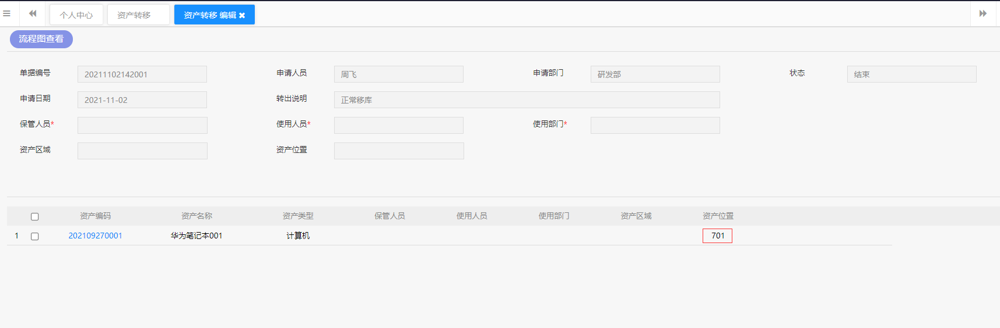 个人中心 资产转移 资产转移 编辑
流程图查看
单据编号 20211102142001 申请人员 周飞 申请部门 研发部 状态 结束
申请日期 2021-11-02 转出说明 正常移库
保管人员* 使用人员* 使用部门*
资产区域 资产位置
资产编码 资产名称 资产类型 保管人员 使用人员 使用部门 资产区域 资产位置
1 202109270001 华为笔记本001 计算机 701